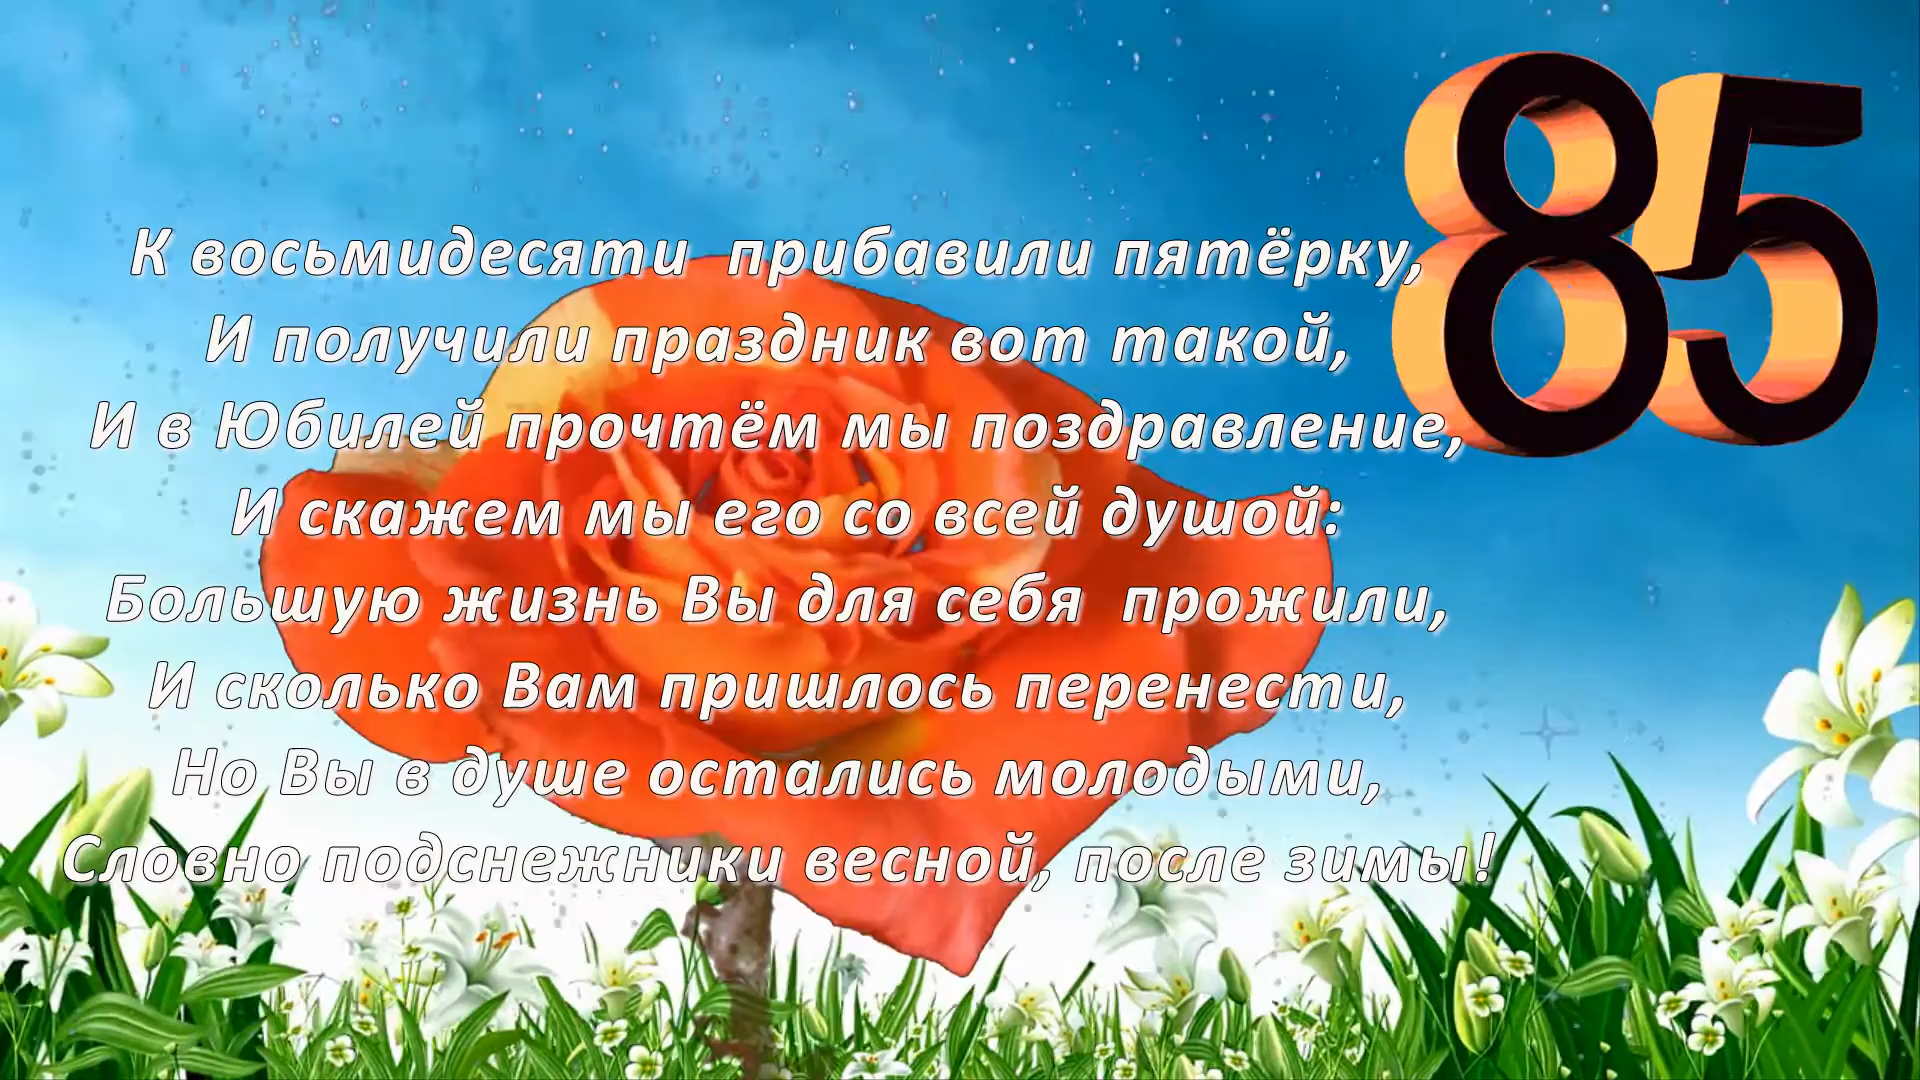 85
К восьмидесяти прибавили пятёрку,
И получили праздник вот такой,
И в Юбилей прочтём мы поздравление,
И скажем мы его со всей душой:
Большую жизнь Вы для себя прожили,
И сколько Вам пришлось перенести,
Но Вы в душе остались молодыми,
Словно подснежники весной, после зимы!